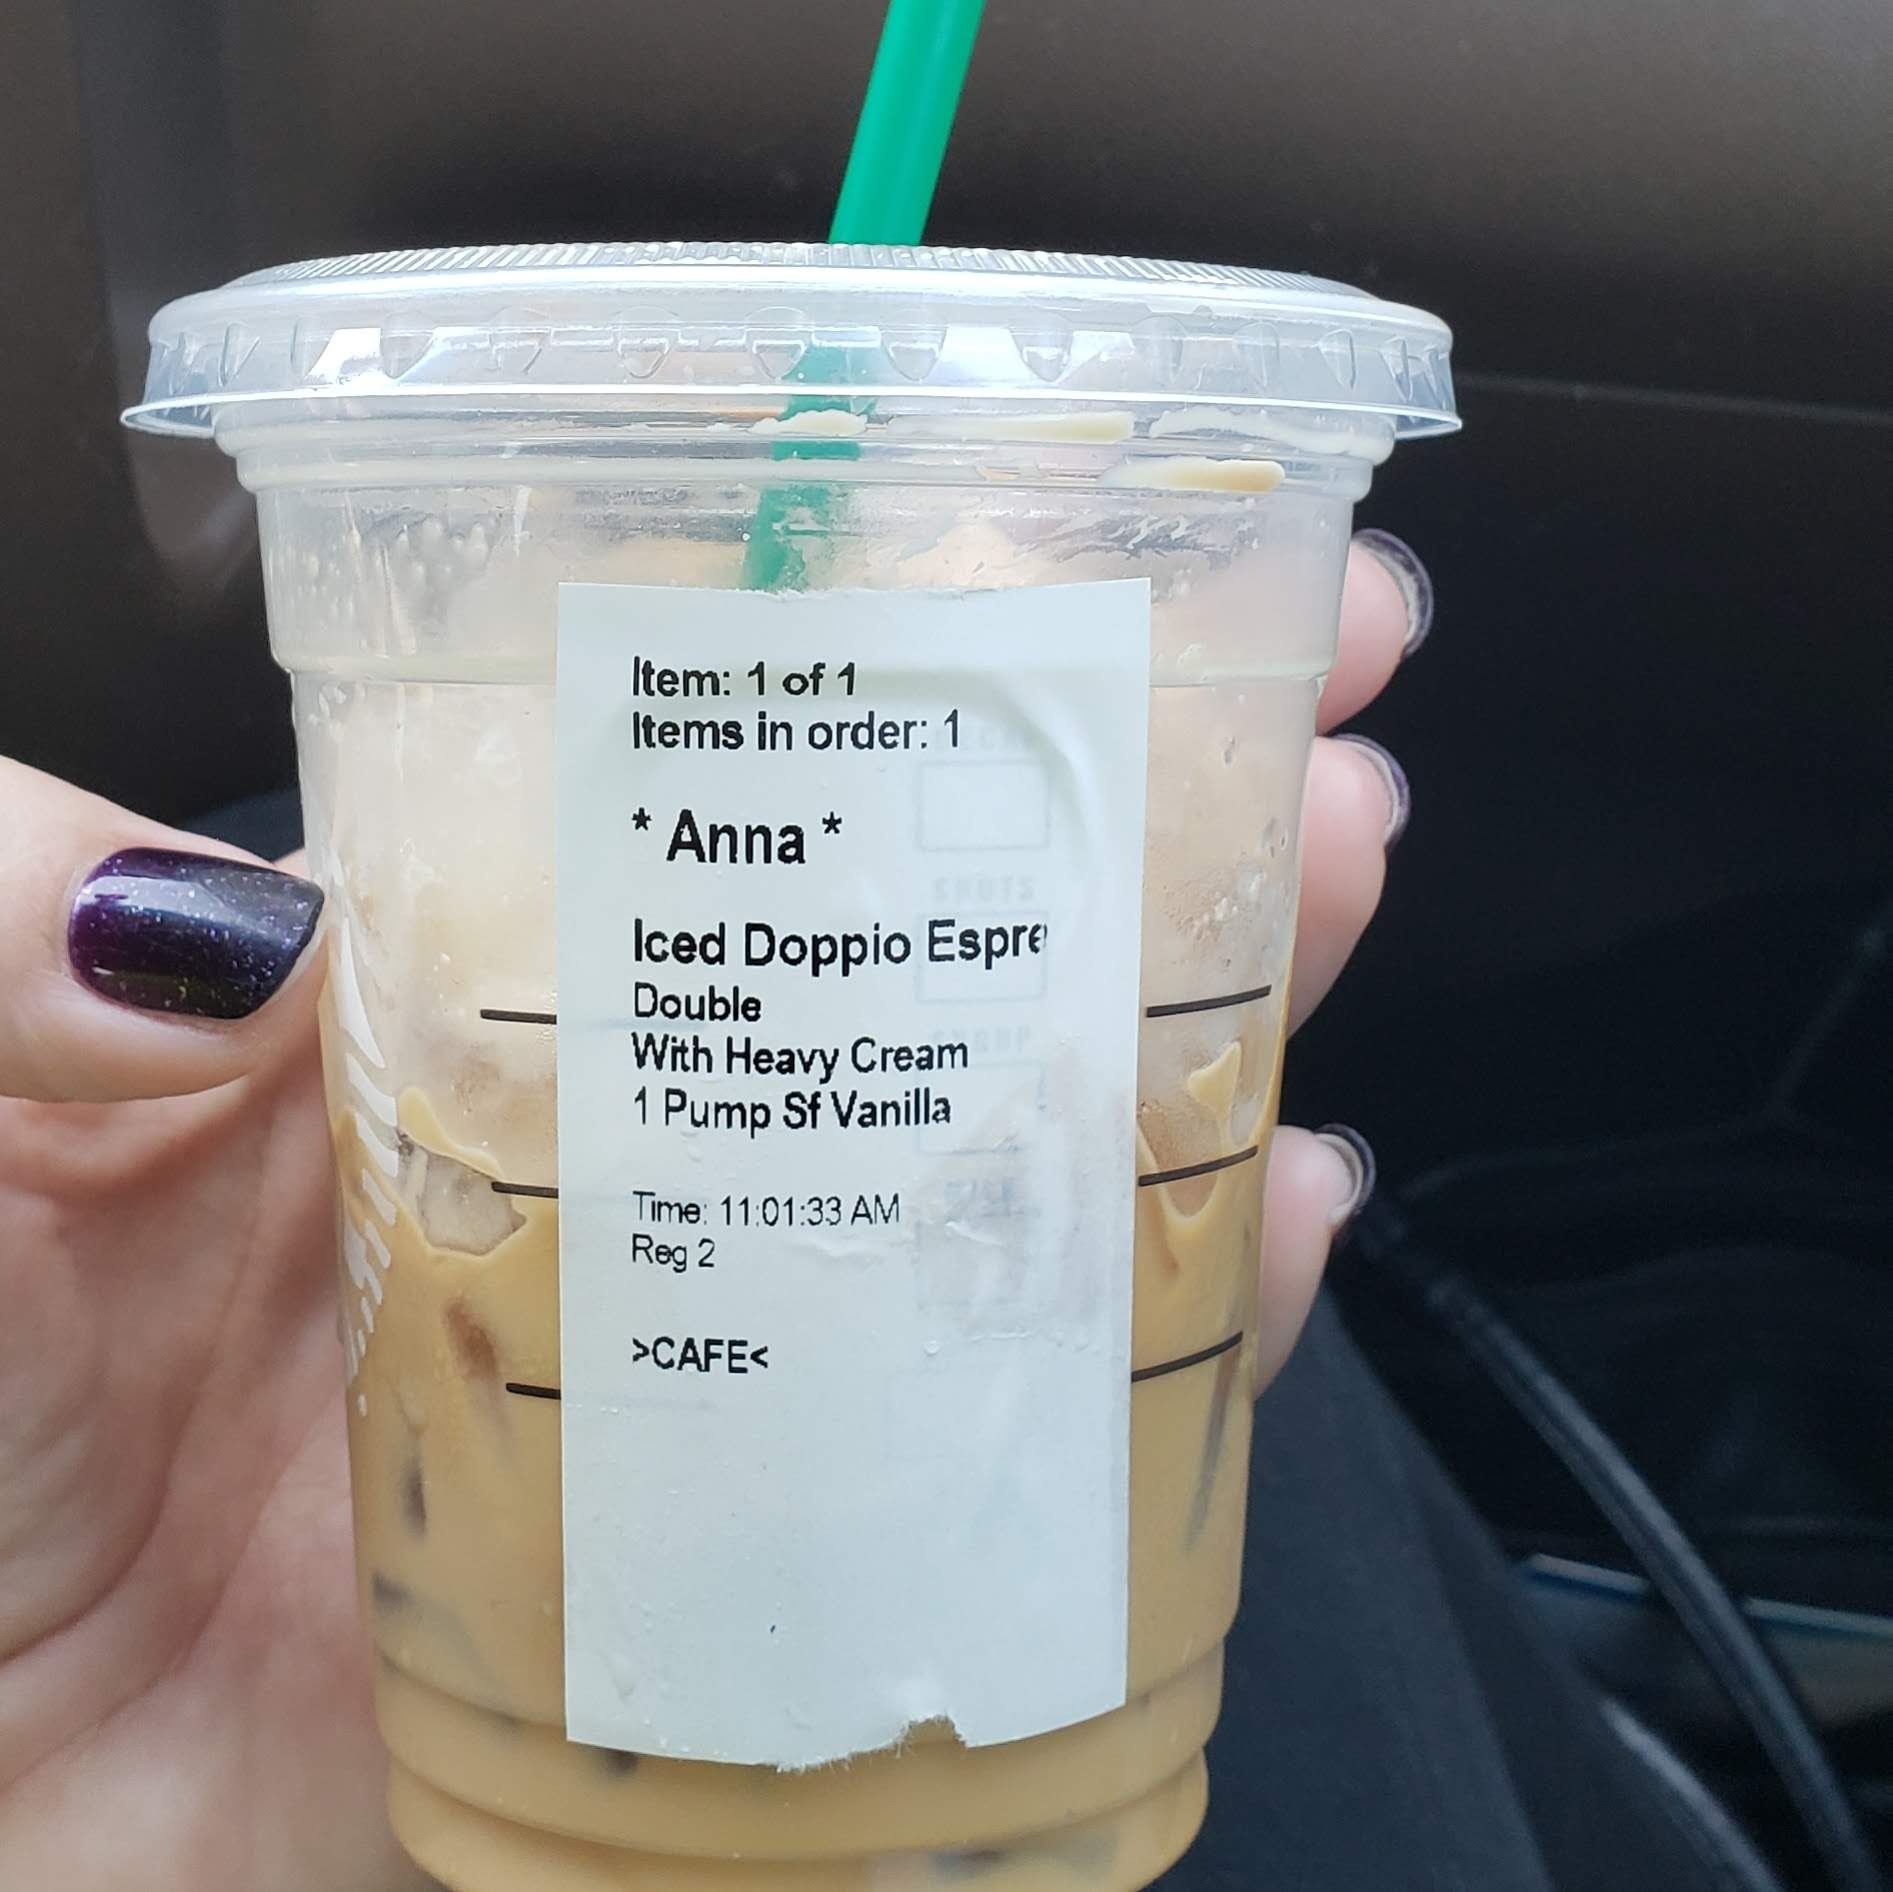 Item: 1 of 1
Items in order: 1
* Anna *
Iced Doppio Espre
Double
With Heavy Cream
1 Pump Sf Vanilla
Time: 11:01:33 AM
Reg 2
>CAFE<